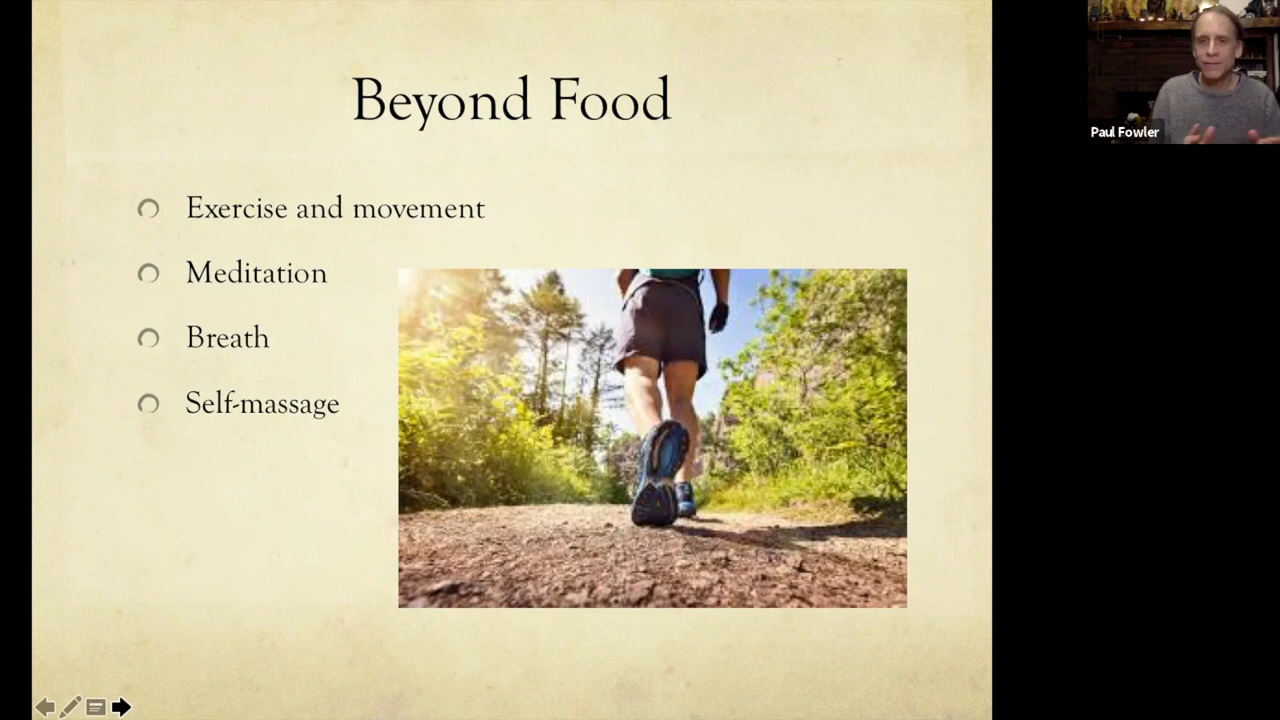 Beyond Food
Exercise and movement
Meditation
Breath
Self-massage
Paul Fowler